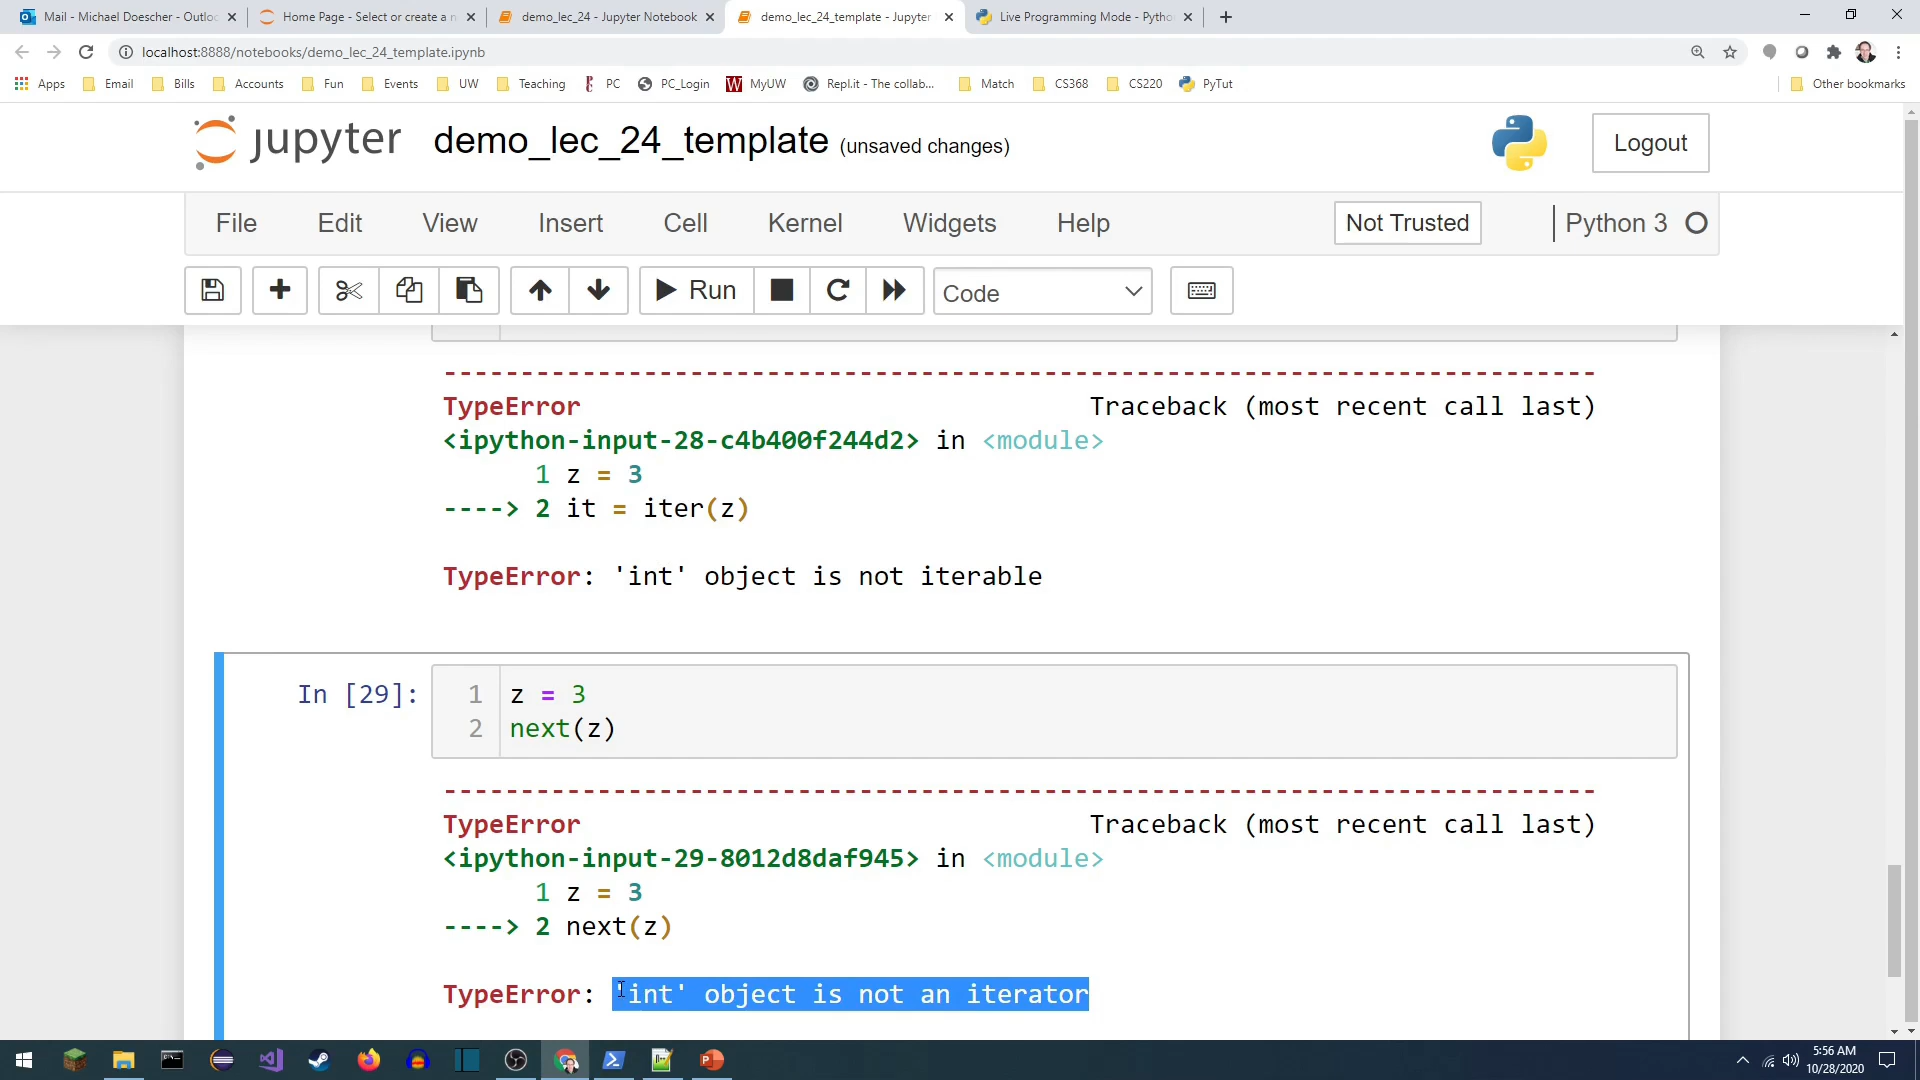 Mail - Michael Doescher - Outloo
Home Page - Select or create a n
demo_lec_24 - Jupyter Notebook
demo_lec_24_template - Jupyter
Live Programming Mode - Pytho
localhost:8888/notebooks/demo_lec_24_template.ipynb
Apps Email Bills Accounts Fun Events UW Teaching PC PC_Login MyUW Repl.it - The collab... Match CS368 CS220 PyTut Other bookmarks
jupyter demo_lec_24_template (unsaved changes) Logout
File Edit View Insert Cell Kernel Widgets Help Not Trusted Python 3
Run Code
---------------------------------------------------------------------------
TypeError Traceback (most recent call last)
<ipython-input-28-c4b400f244d2> in <module>
1 z = 3
----> 2 it = iter(z)
TypeError: 'int' object is not iterable
In [29]: 1 z = 3
2 next(z)
---------------------------------------------------------------------------
TypeError Traceback (most recent call last)
<ipython-input-29-8012d8daf945> in <module>
1 z = 3
----> 2 next(z)
TypeError: 'int' object is not an iterator
5:56 AM
10/28/2020